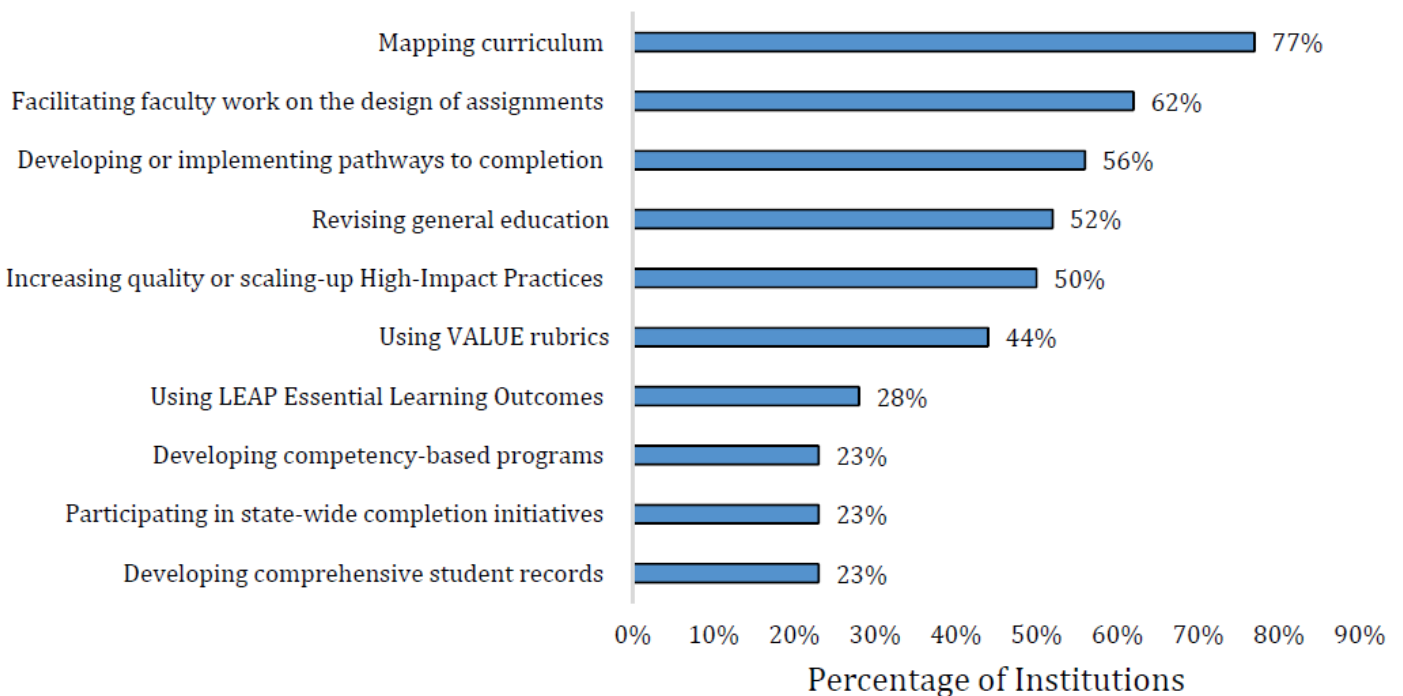 Mapping curriculum 77%
Facilitating faculty work on the design of assignments 62%
Developing or implementing pathways to completion 56%
Revising general education 52%
Increasing quality or scaling-up High-Impact Practices 50%
Using VALUE rubrics 44%
Using LEAP Essential Learning Outcomes 28%
Developing competency-based programs 23%
Participating in state-wide completion initiatives 23%
Developing comprehensive student records 23%
0% 10% 20% 30% 40% 50% 60% 70% 80% 90%
Percentage of Institutions